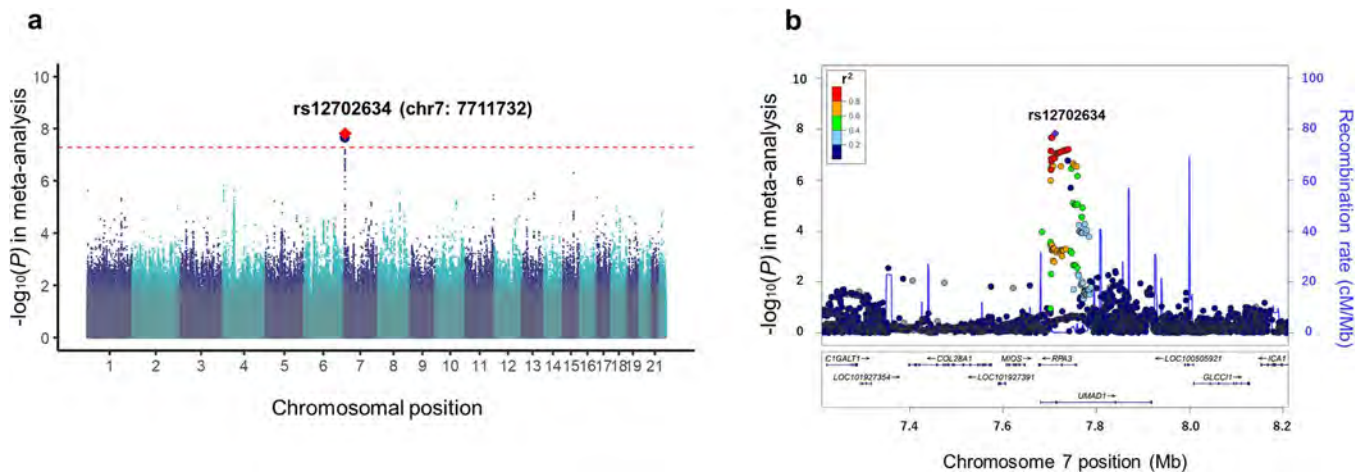 a
-log10(P) in meta-analysis
10
8
6
4
2
0
rs12702634 (chr7: 7711732)
1 2 3 4 5 6 7 8 9 10 11 12 13 14 15 16 17 18 19 21
Chromosomal position
b
-log10(P) in meta-analysis
10
8
6
4
2
0
r²
0.8
0.6
0.4
0.2
rs12702634
100
80
60
40
20
0
Recombination rate (cM/Mb)
C1GALT1→ ←COL28A1 MIOS→ ←RPA3 ←LOC100505921 ←ICA1
LOC101927354→ ←LOC101927391 GLCCI1→
UMAD1→
7.4 7.6 7.8 8.0 8.2
Chromosome 7 position (Mb)